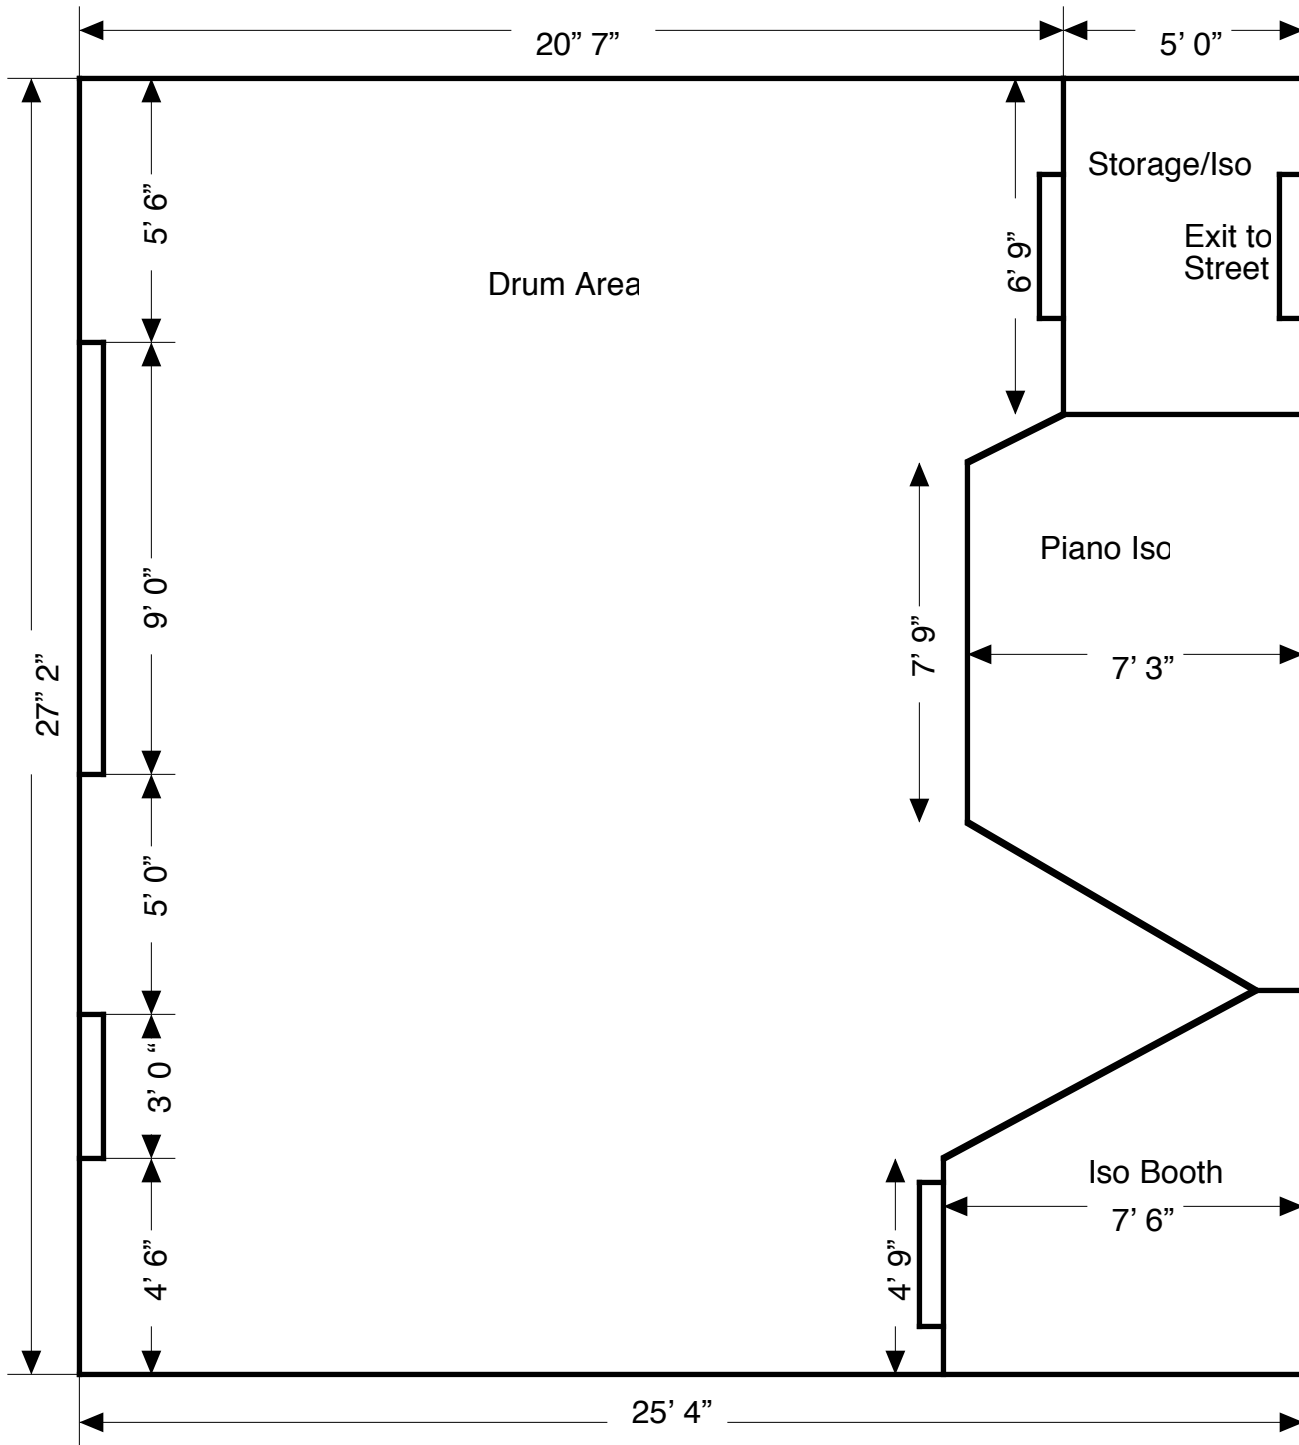 20” 7”
5’ 0”
Storage/Iso
5’ 6”
6’ 9”
Exit to
Street
Drum Area
Piano Iso
9’ 0”
7’ 9”
7’ 3”
27” 2”
5’ 0”
3’ 0 “
Iso Booth
7’ 6”
4’ 6”
4’ 9”
25’ 4”